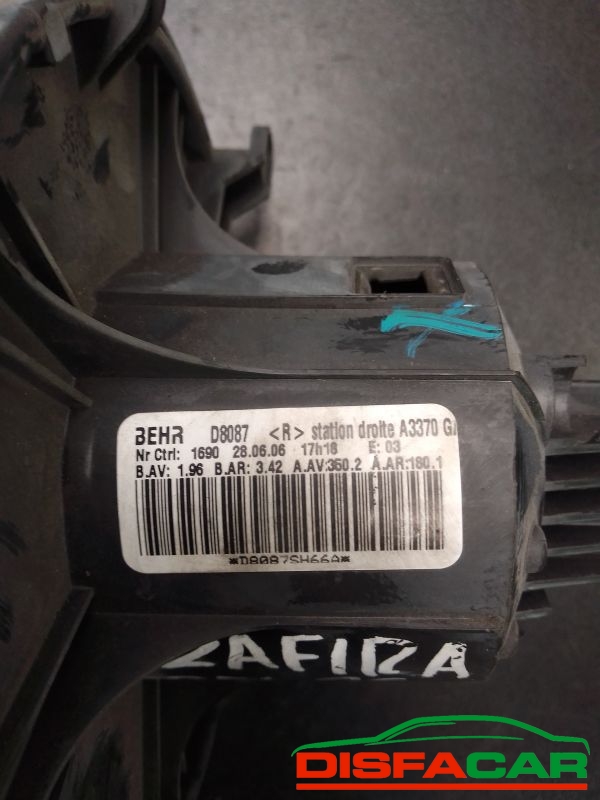 BEHR D8087 <R> station droite A3370
Nr Ctrl: 1690 28.06.06 17h16 E: 03
B.AV: 1.96 B.AR: 3.42 A.AV:350.2 A.AR:180.1
*D8087SH66A*
ZAFIRA
DISFACAR